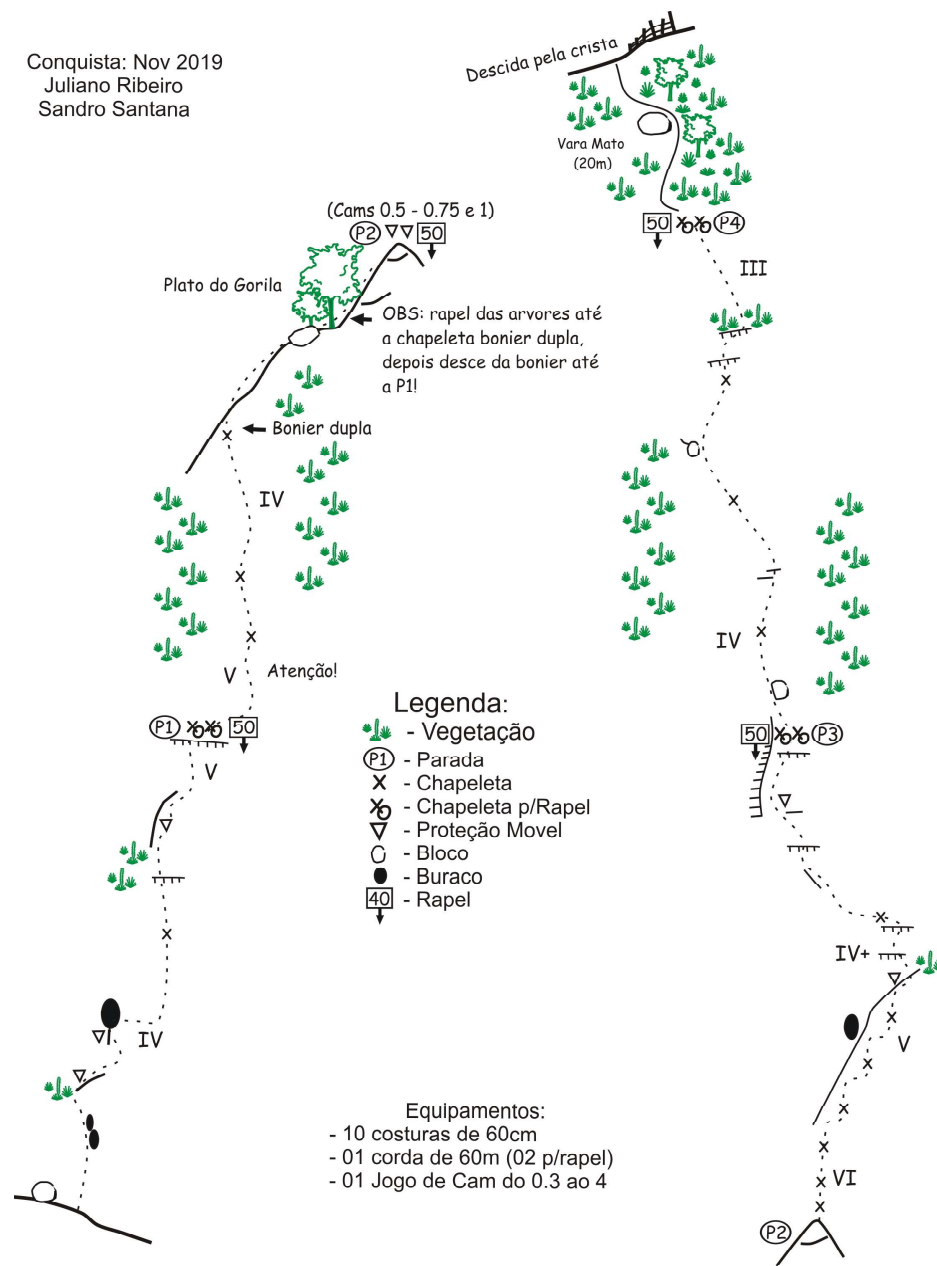 Conquista: Nov 2019
Juliano Ribeiro
Sandro Santana
Descida pela crista
Vara Mato
(20m)
50
P4
III
(Cams 0.5 - 0.75 e 1)
P2
50
Plato do Gorila
OBS: rapel das arvores até
a chapeleta bonier dupla,
depois desce da bonier até
a P1!
Bonier dupla
IV
IV
V
Atenção!
P1
50
V
50
P3
Legenda:
- Vegetação
P1 - Parada
- Chapeleta
- Chapeleta p/Rapel
- Proteção Movel
- Bloco
- Buraco
40 - Rapel
IV
IV+
V
VI
P2
Equipamentos:
- 10 costuras de 60cm
- 01 corda de 60m (02 p/rapel)
- 01 Jogo de Cam do 0.3 ao 4